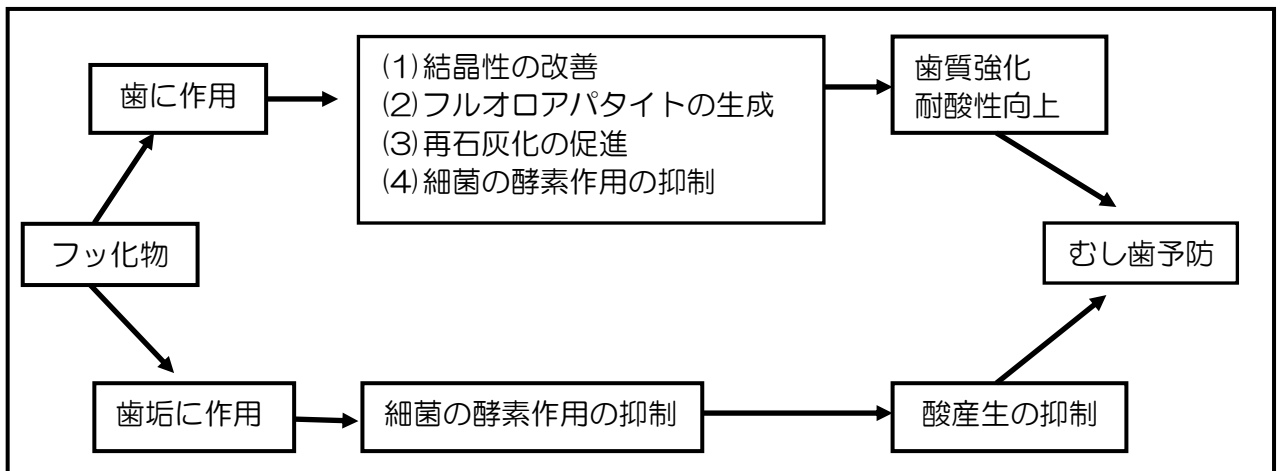 歯に作用
(1)結晶性の改善
(2)フルオロアパタイトの生成
(3)再石灰化の促進
(4)細菌の酵素作用の抑制
歯質強化
耐酸性向上
フッ化物
むし歯予防
歯垢に作用
細菌の酵素作用の抑制
酸産生の抑制